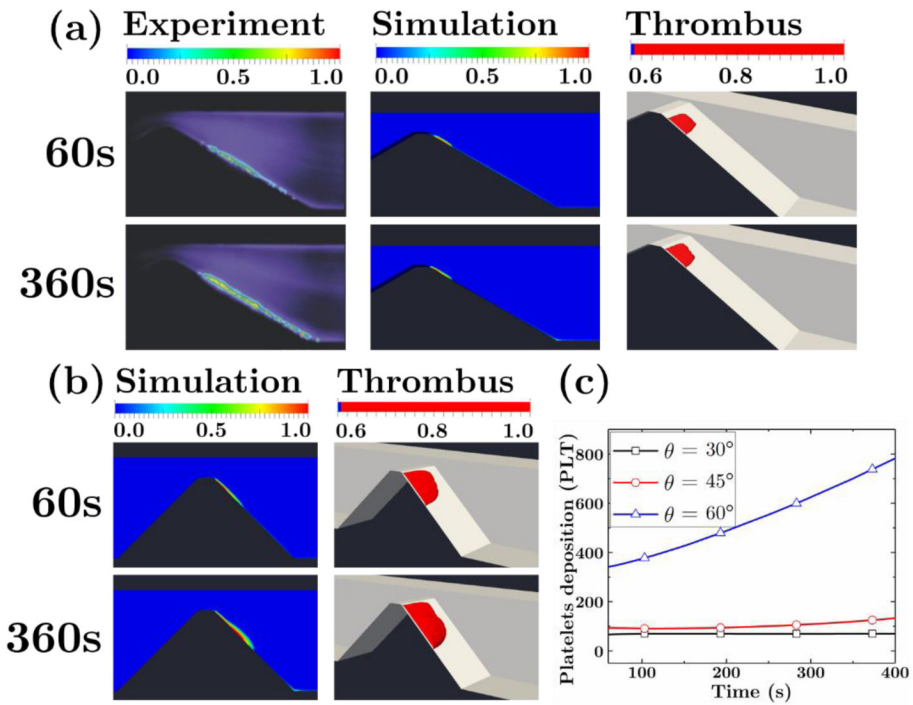 (a) Experiment Simulation Thrombus
0.0 0.5 1.0 0.0 0.5 1.0 0.6 0.8 1.0
60s
360s
(b) Simulation Thrombus (c)
0.0 0.5 1.0 0.6 0.8 1.0
60s
360s
Platelets deposition (PLT)
800
600
400
200
0
θ = 30°
θ = 45°
θ = 60°
100 200 300 400
Time (s)